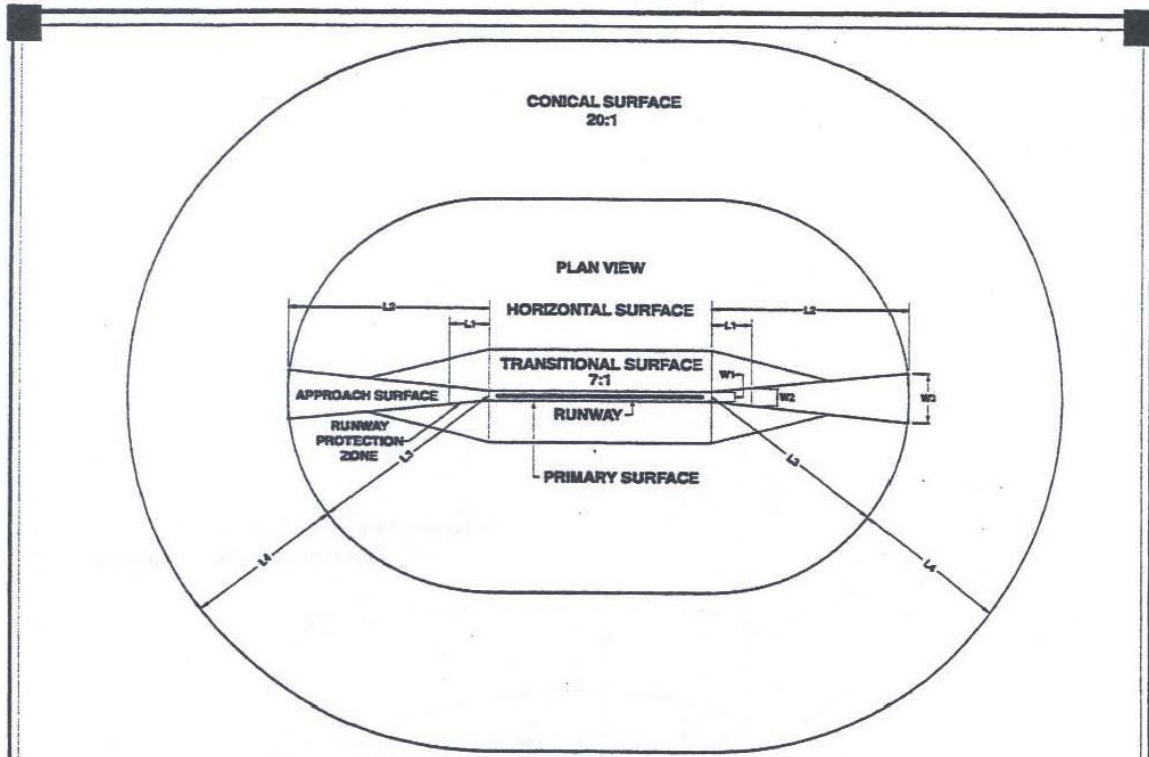 CONICAL SURFACE
20:1
PLAN VIEW
L2
HORIZONTAL SURFACE
L2
L1
L1
TRANSITIONAL SURFACE
7:1
W1
APPROACH SURFACE
W2
W3
RUNWAY
RUNWAY
PROTECTION
ZONE
L3
PRIMARY SURFACE
L3
L4
L4